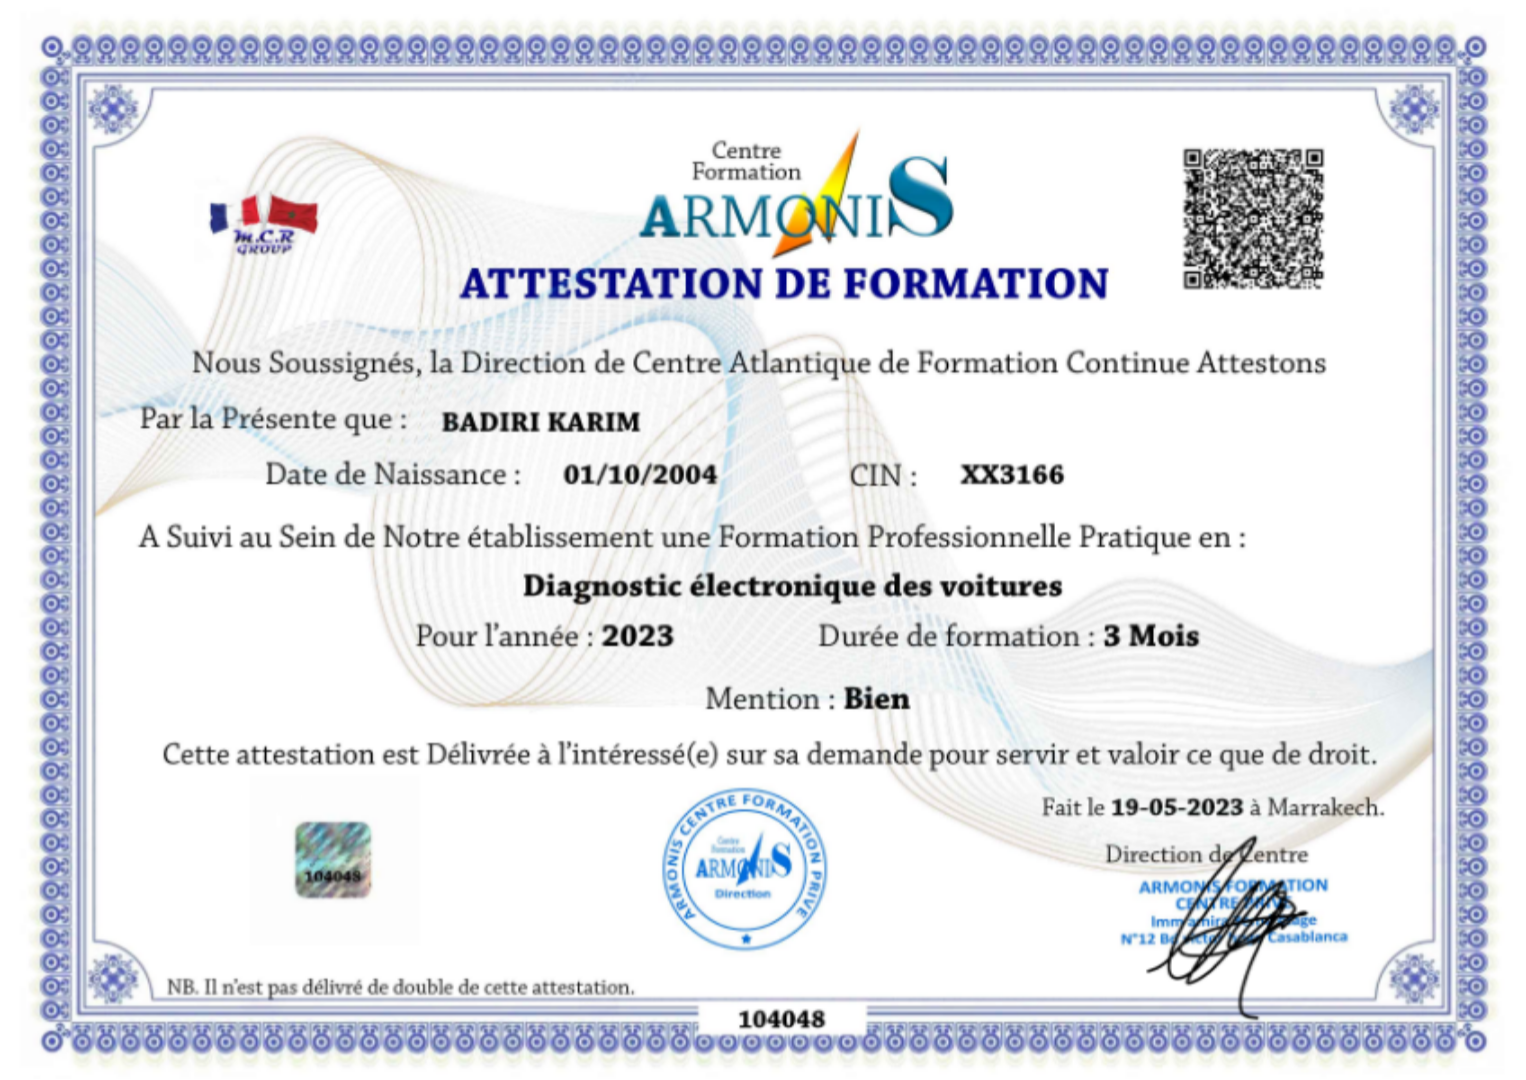 Centre
Formation
ARMONIS
M.C.R
GROUP
ATTESTATION DE FORMATION
Nous Soussignés, la Direction de Centre Atlantique de Formation Continue Attestons
Par la Présente que : BADIRI KARIM
Date de Naissance : 01/10/2004 CIN : XX3166
A Suivi au Sein de Notre établissement une Formation Professionnelle Pratique en :
Diagnostic électronique des voitures
Pour l'année : 2023 Durée de formation : 3 Mois
Mention : Bien
Cette attestation est Délivrée à l'intéressé(e) sur sa demande pour servir et valoir ce que de droit.
Fait le 19-05-2023 à Marrakech.
Direction de Centre
ARMONIS FORMATION
CENTRE PRIVE
Imm amira
N°12 Casablanca
104048
ARMONIS CENTRE FORMATION PRIVE
Centre
Formation
ARMONIS
Direction
NB. Il n'est pas délivré de double de cette attestation.
104048